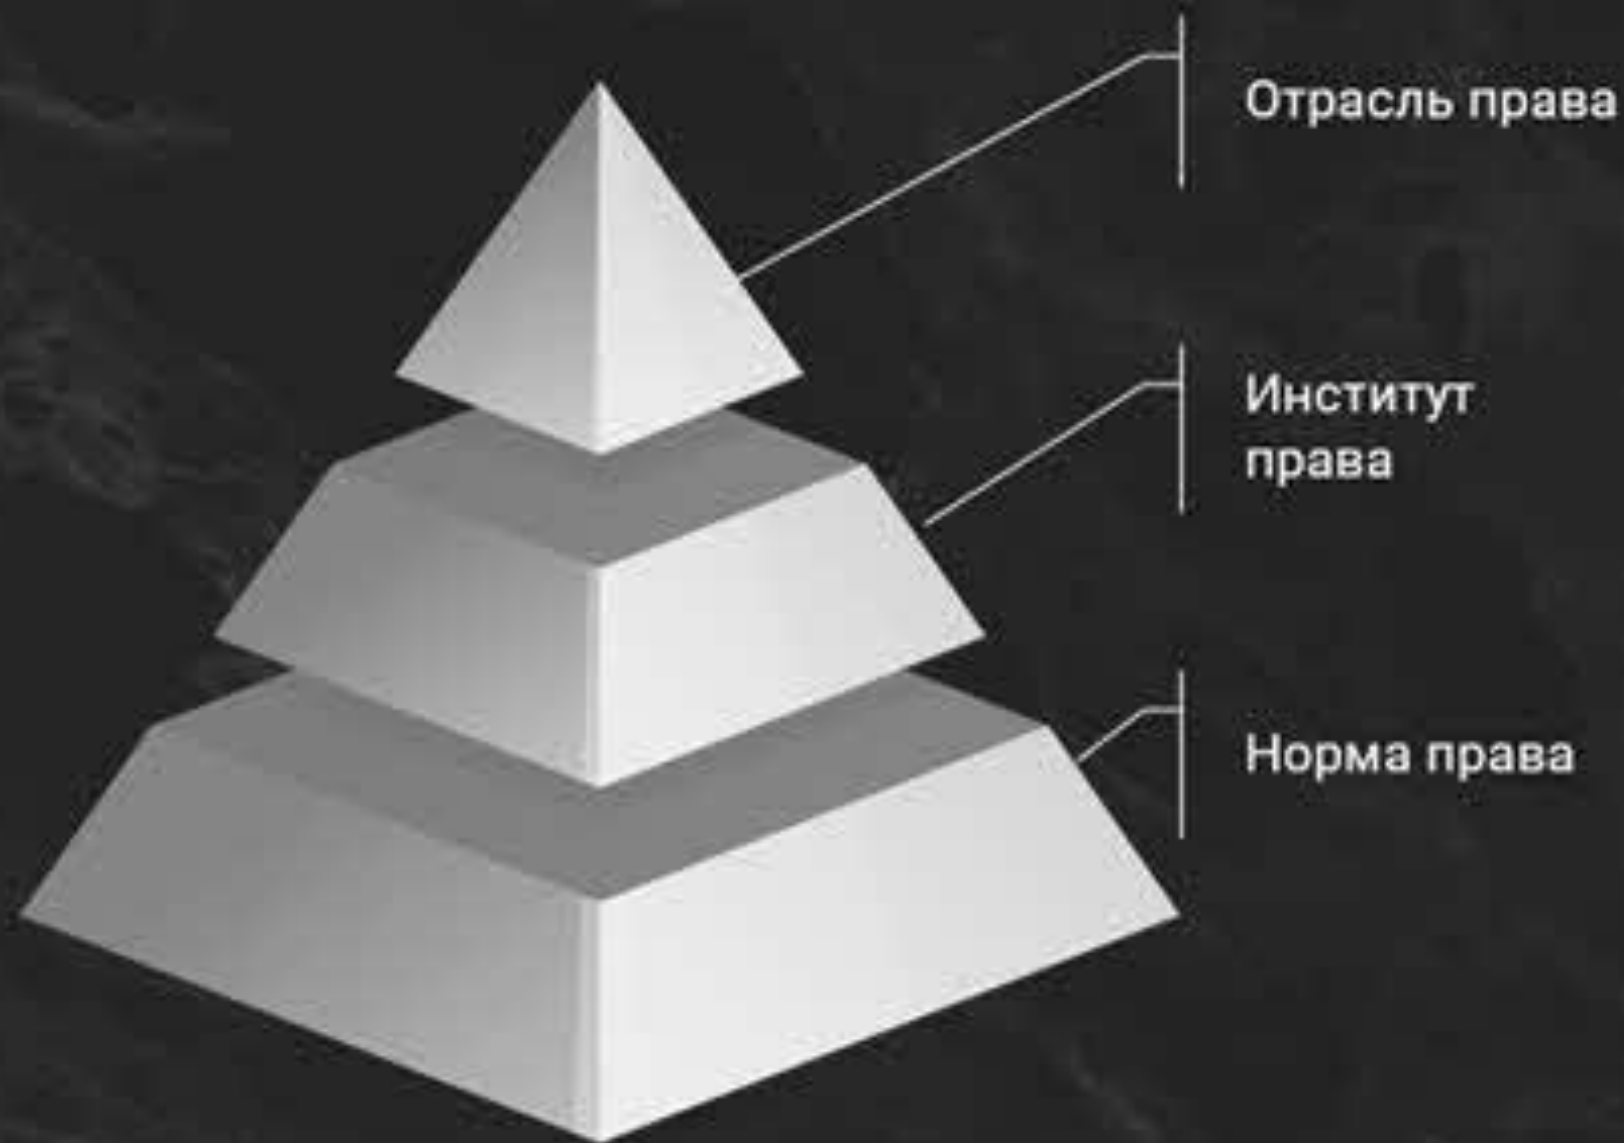 Отрасль права
Институт
права
Норма права